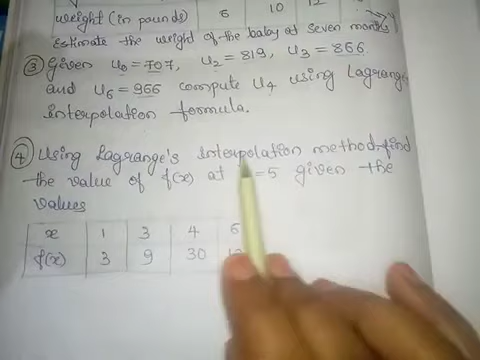 weight (in pounds) 6 10 12
Estimate the weight of the baby at seven months
③ Given u₀ = 707, u₂ = 819, u₃ = 866
and u₆ = 966 compute u₄ using Lagrange
interpolation formula.
④ Using Lagrange's interpolation method find
the value of f(x) at =5 given the
values
x 1 3 4 6
f(x) 3 9 30